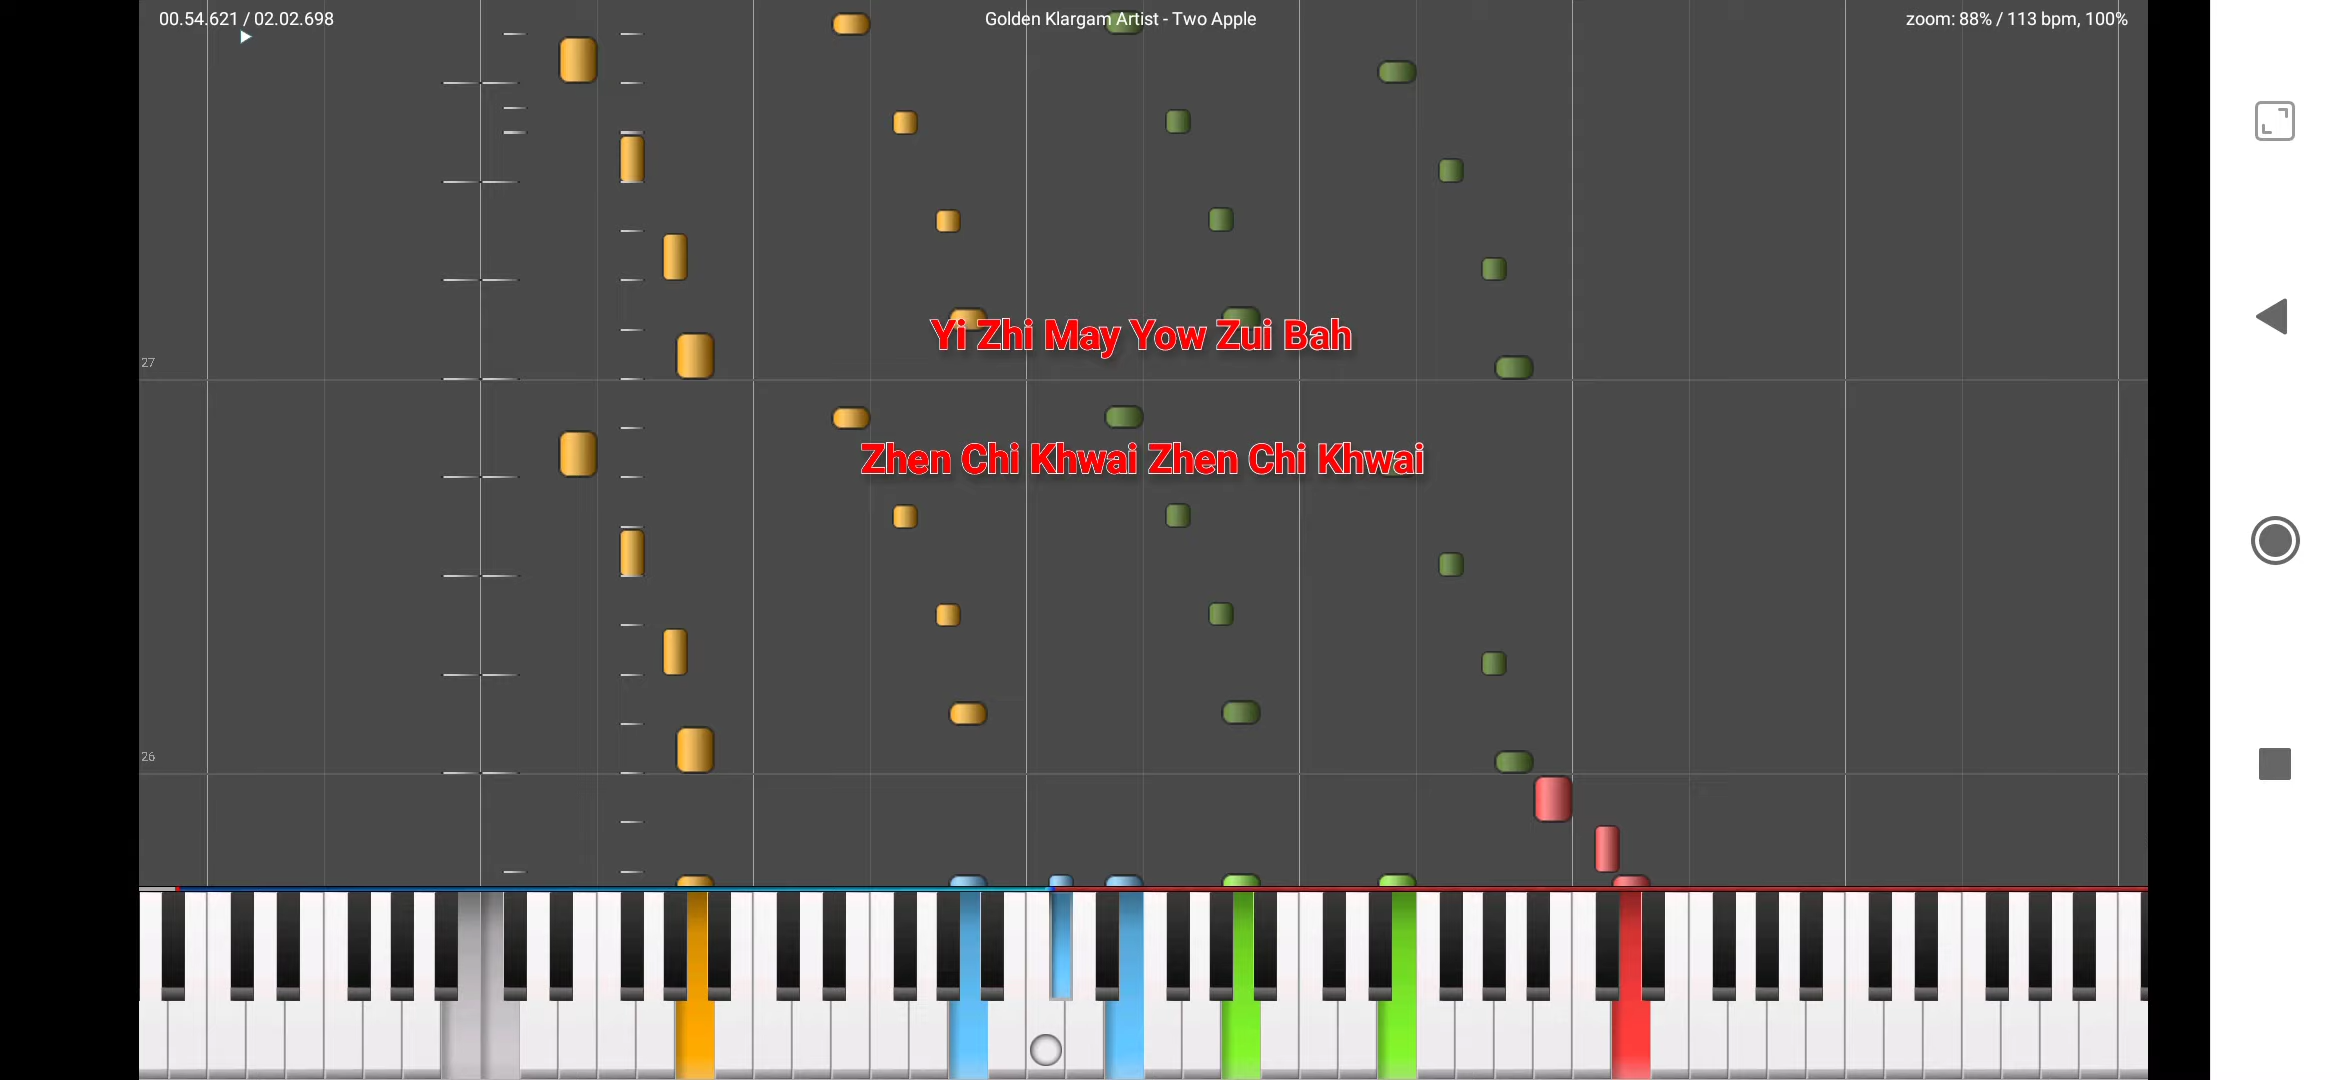 00.54.621 / 02.02.698
Golden Klargam Artist - Two Apple
zoom: 88% / 113 bpm, 100%
Yi Zhi May Yow Zui Bah
27
Zhen Chi Khwai Zhen Chi Khwai
26